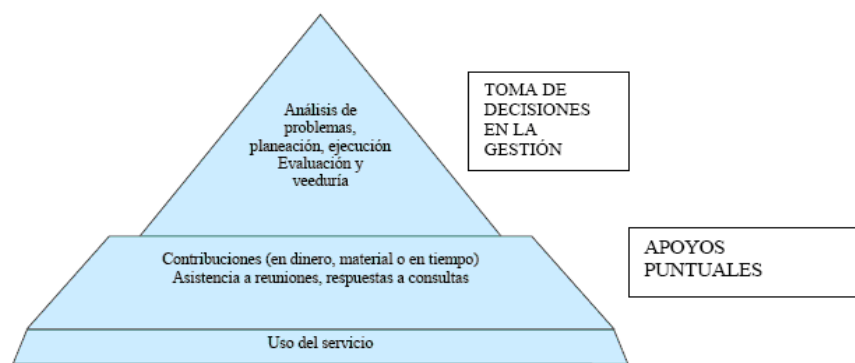 Análisis de
problemas,
planeación, ejecución
Evaluación y
veeduría
TOMA DE
DECISIONES
EN LA
GESTIÓN
Contribuciones (en dinero, material o en tiempo)
Asistencia a reuniones, respuestas a consultas
APOYOS
PUNTUALES
Uso del servicio